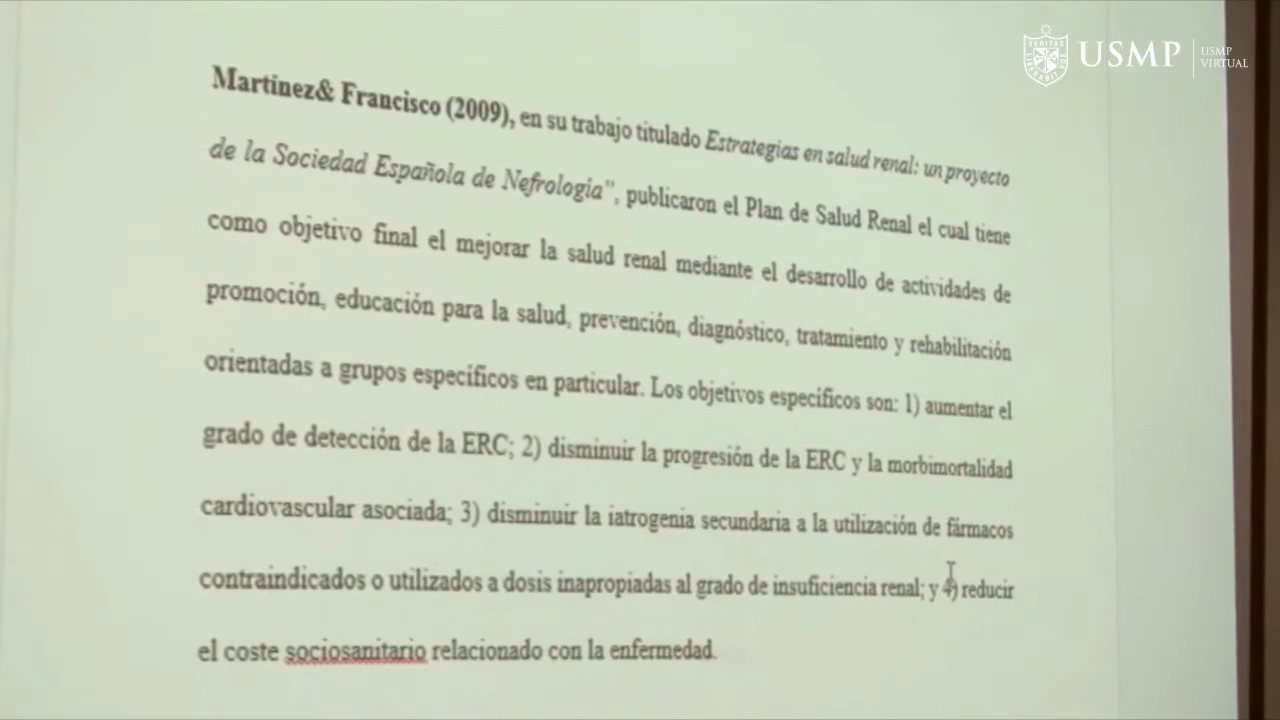 USMP
USMP
VIRTUAL
Martinez& Francisco (2009), en su trabajo titulado Estrategias en salud renal: un proyecto
de la Sociedad Española de Nefrología", publicaron el Plan de Salud Renal el cual tiene
como objetivo final el mejorar la salud renal mediante el desarrollo de actividades de
promoción, educación para la salud, prevención, diagnóstico, tratamiento y rehabilitación
orientadas a grupos específicos en particular. Los objetivos específicos son: 1) aumentar el
grado de detección de la ERC; 2) disminuir la progresión de la ERC y la morbimortalidad
cardiovascular asociada; 3) disminuir la iatrogenia secundaria a la utilización de fármacos
contraindicados o utilizados a dosis inapropiadas al grado de insuficiencia renal; y 4) reducir
el coste sociosanitario relacionado con la enfermedad.